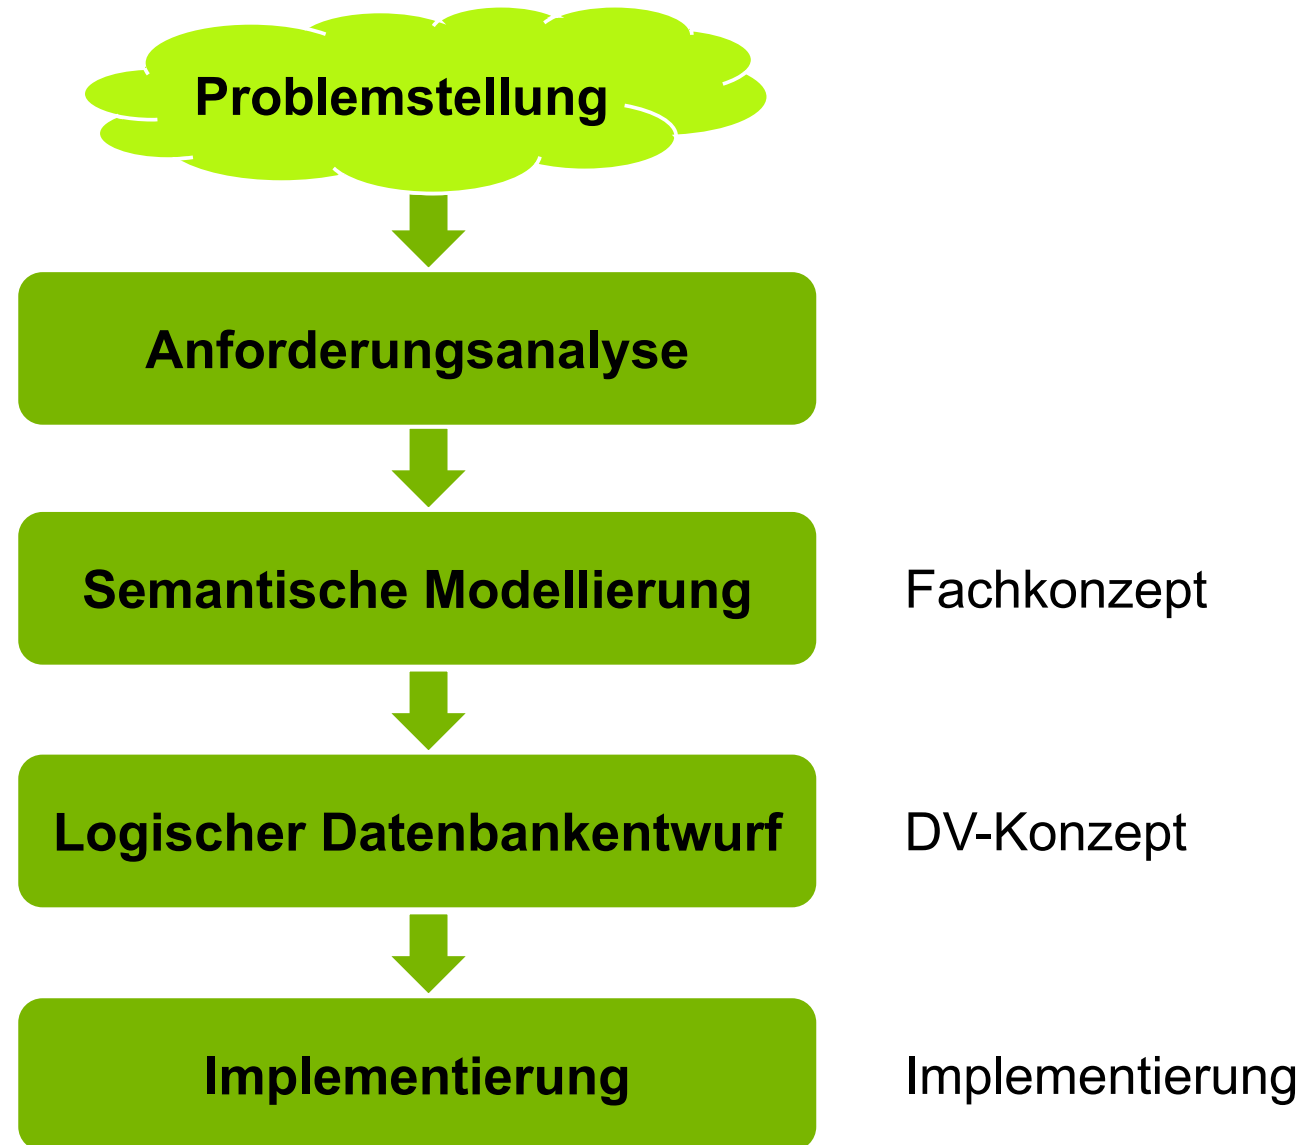 Problemstellung
Anforderungsanalyse
Semantische Modellierung Fachkonzept
Logischer Datenbankentwurf DV-Konzept
Implementierung Implementierung